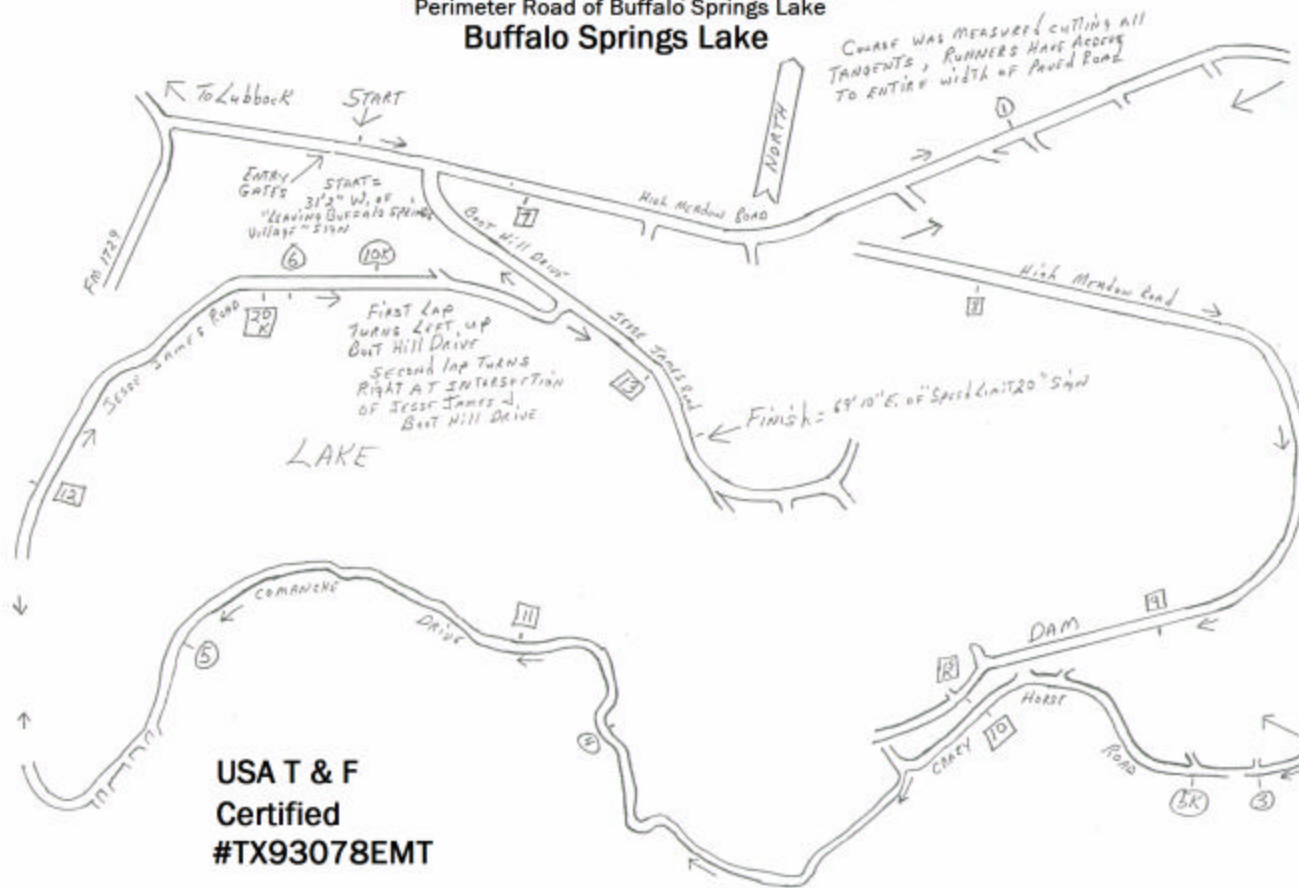 Perimeter Road of Buffalo Springs Lake
Buffalo Springs Lake
COURSE WAS MEASURED CUTTING ALL
TANGENTS, RUNNERS HAVE ACCESS
TO ENTIRE WIDTH OF PAVED ROAD
To Lubbock
START
NORTH
1
ENTRY
GATES
START =
31'2" W. OF
"LEAVING BUFFALO SPRINGS
VILLAGE" SIGN
7
HIGH MEADOW ROAD
BOOT HILL DRIVE
FM 1729
6
10K
High Meadow Road
8
20
K
JESSE JAMES ROAD
FIRST LAP
TURNS LEFT, UP
BOOT HILL DRIVE
SECOND LAP TURNS
RIGHT AT INTERSECTION
OF JESSE JAMES &
BOOT HILL DRIVE
JESSE JAMES ROAD
13
FINISH = 69'10" E. of "Speed Limit 20" Sign
LAKE
12
COMANCHE
DRIVE
11
5
9
DAM
K
HORSE
10
CRAZY
ROAD
4
5K
3
USA T & F
Certified
#TX93078EMT